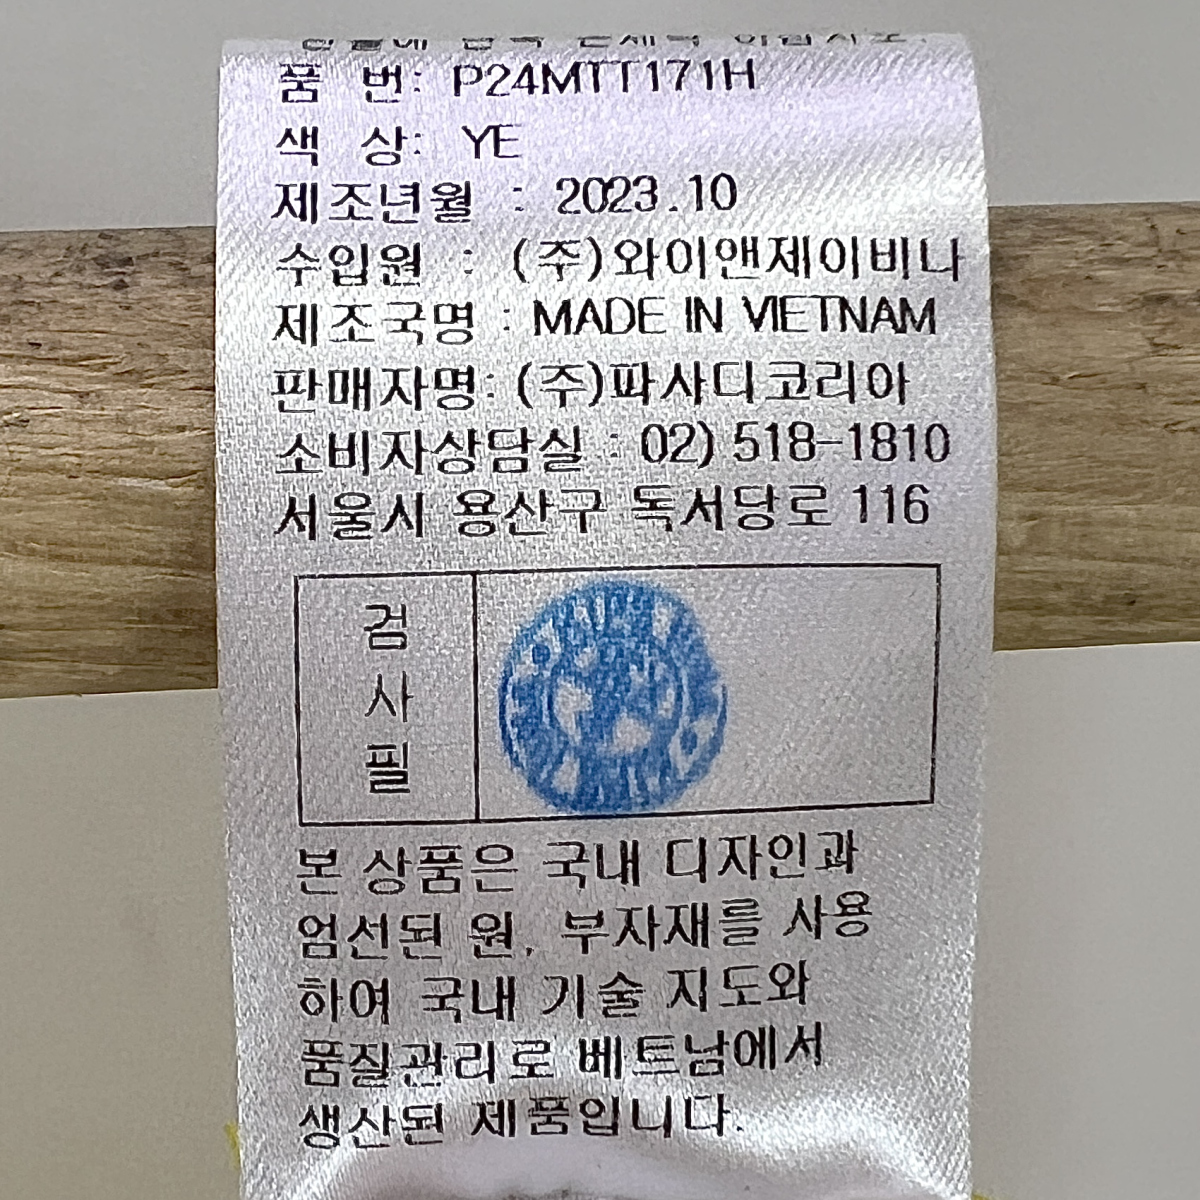 품 번: P24MTT171H
색 상: YE
제조년월 : 2023.10
수입원 : (주)와이앤제이비나
제조국명 : MADE IN VIETNAM
판매자명: (주)파사디코리아
소비자상담실 : 02) 518-1810
서울시 용산구 독서당로 116
검
사
필
본 상품은 국내 디자인과
엄선된 원, 부자재를 사용
하여 국내 기술 지도와
품질관리로 베트남에서
생산된 제품입니다.